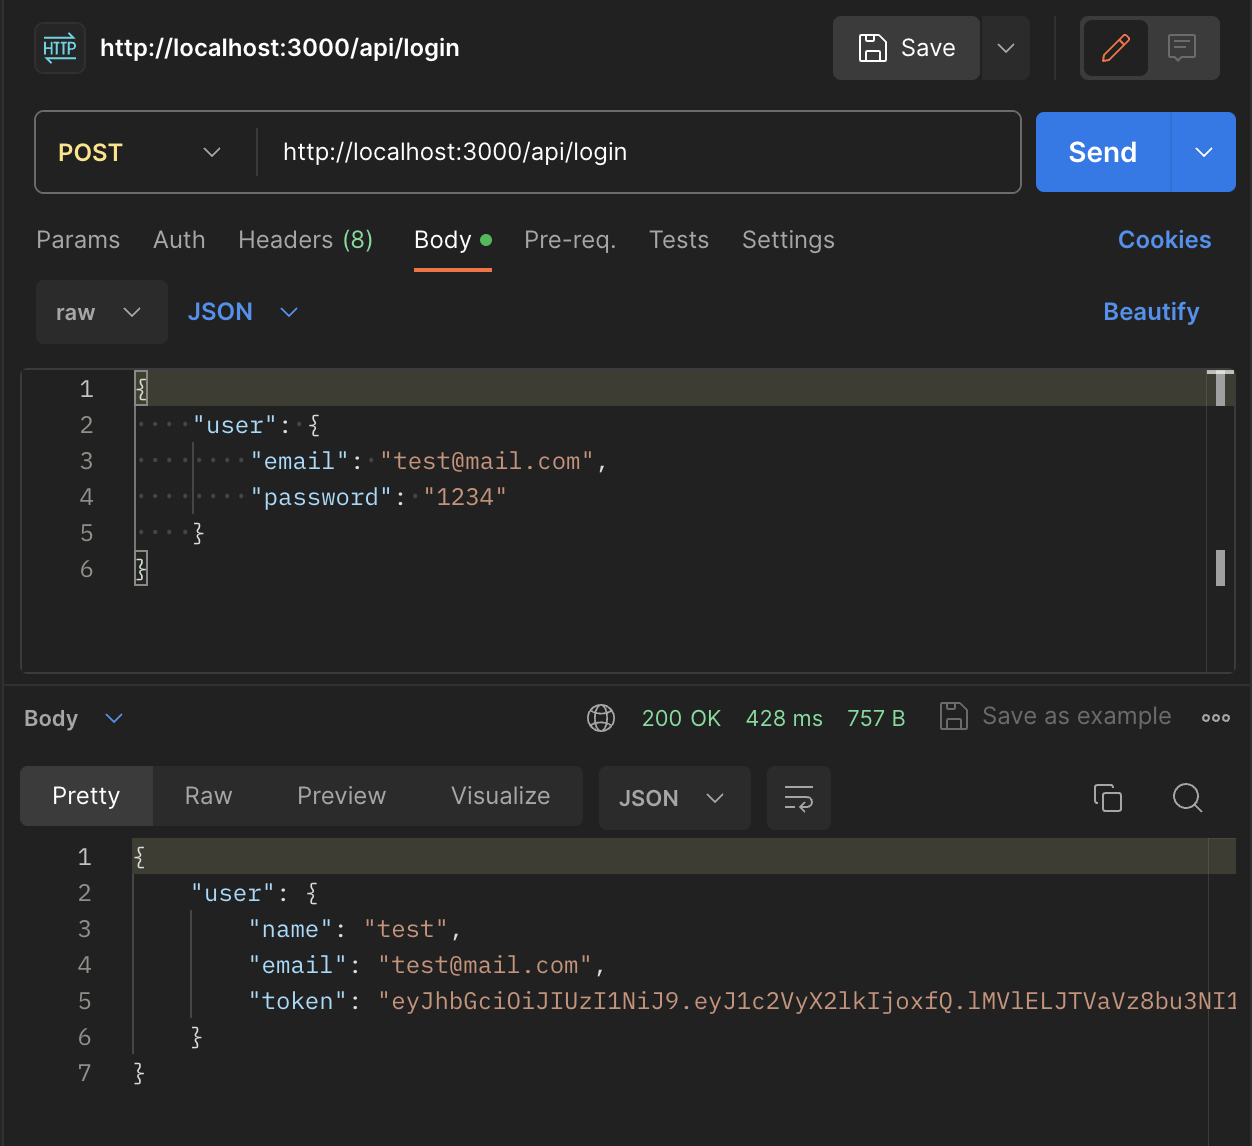 HTTP http://localhost:3000/api/login Save
POST http://localhost:3000/api/login Send
Params Auth Headers (8) Body Pre-req. Tests Settings Cookies
raw JSON Beautify
1 {
2 "user": {
3 "email": "test@mail.com",
4 "password": "1234"
5 }
6 }
Body 200 OK 428 ms 757 B Save as example
Pretty Raw Preview Visualize JSON
1 {
2 "user": {
3 "name": "test",
4 "email": "test@mail.com",
5 "token": "eyJhbGciOiJIUzI1NiJ9.eyJ1c2VyX2lkIjoxfQ.lMVlELJTVaVz8bu3NI1
6 }
7 }